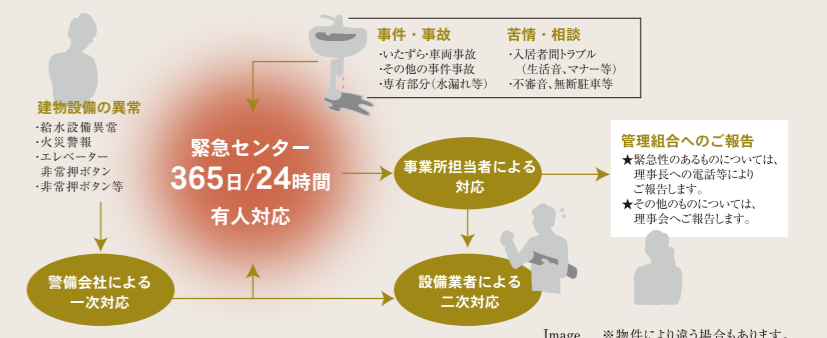 事件・事故
・いたずら・車両事故
・その他の事件事故
・専有部分(水漏れ等)
苦情・相談
・入居者間トラブル
(生活音、マナー等)
・不審音、無断駐車等
建物設備の異常
・給水設備異常
・火災警報
・エレベーター
非常押ボタン
・非常押ボタン等
緊急センター
365日/24時間
有人対応
事業所担当者による
対応
管理組合へのご報告
★緊急性のあるものについては、
理事長への電話等により
ご報告します。
★その他のものについては、
理事会へご報告します。
警備会社による
一次対応
設備業者による
二次対応
Image
※物件により違う場合もあります。